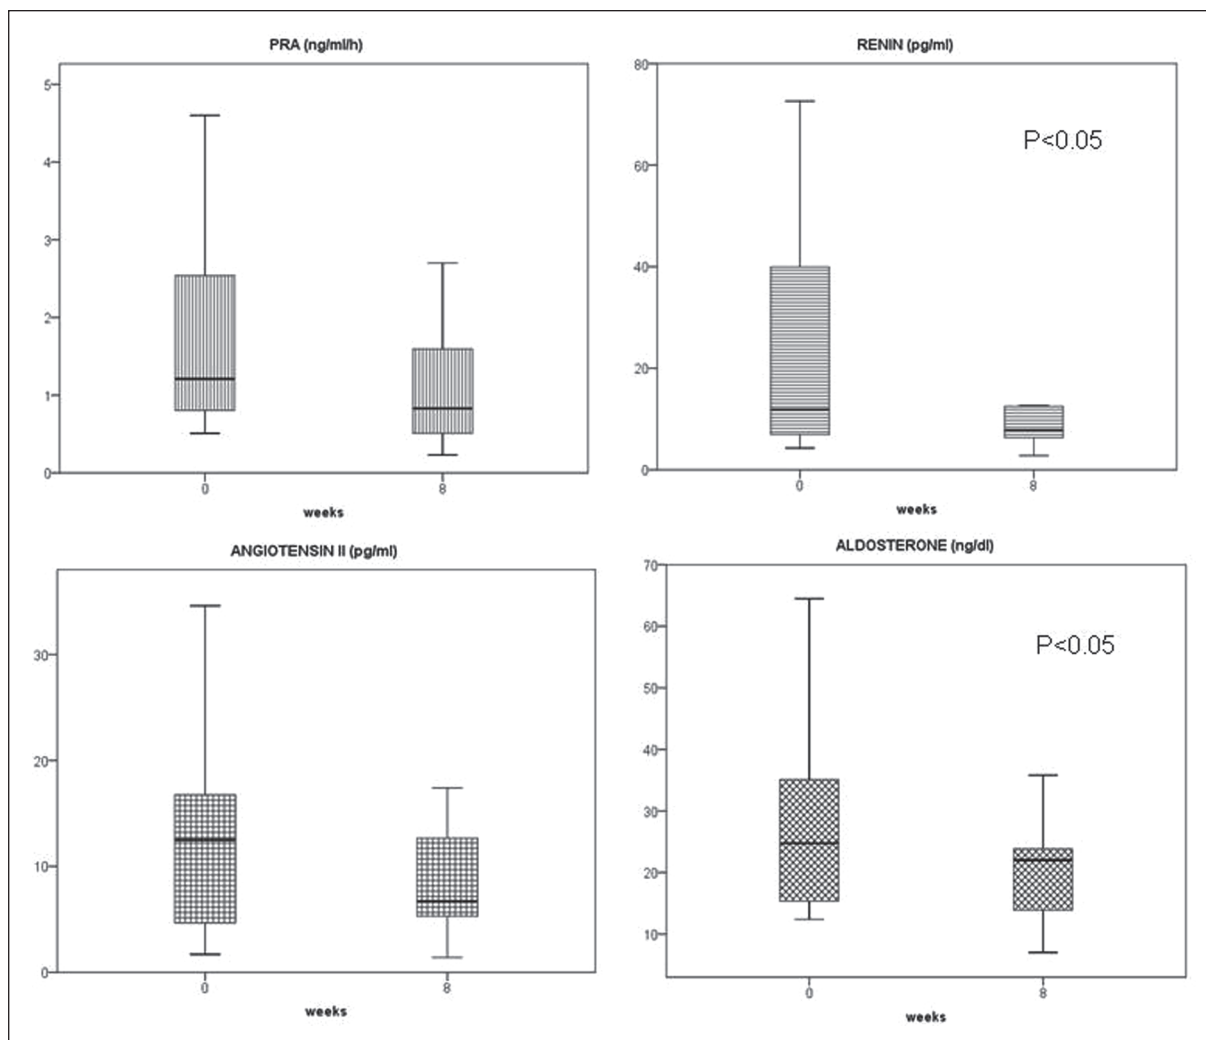 PRA (ng/ml/h)
5
4
3
2
1
0
0 8
weeks
RENIN (pg/ml)
80
P<0.05
60
40
20
0
0 8
weeks
ANGIOTENSIN II (pg/ml)
30
20
10
0
0 8
weeks
ALDOSTERONE (ng/dl)
70
60
P<0.05
50
40
30
20
10
0 8
weeks